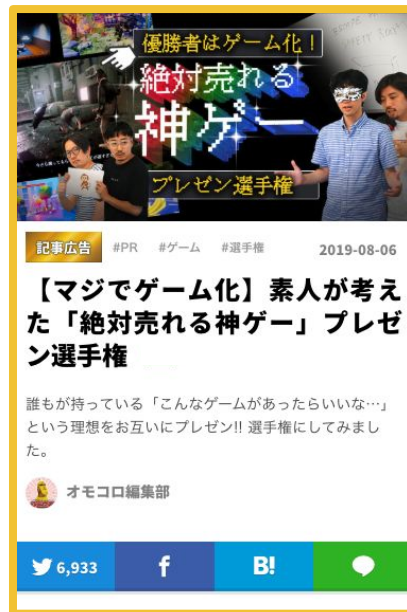 優勝者はゲーム化！
絶対売れる
神ゲー
プレゼン選手権
記事広告 #PR #ゲーム #選手権 2019-08-06
【マジでゲーム化】素人が考え
た「絶対売れる神ゲー」プレゼ
ン選手権
誰もが持っている「こんなゲームがあったらいいな…」
という理想をお互いにプレゼン!! 選手権にしてみまし
た。
オモコロ編集部
6,933 f B!